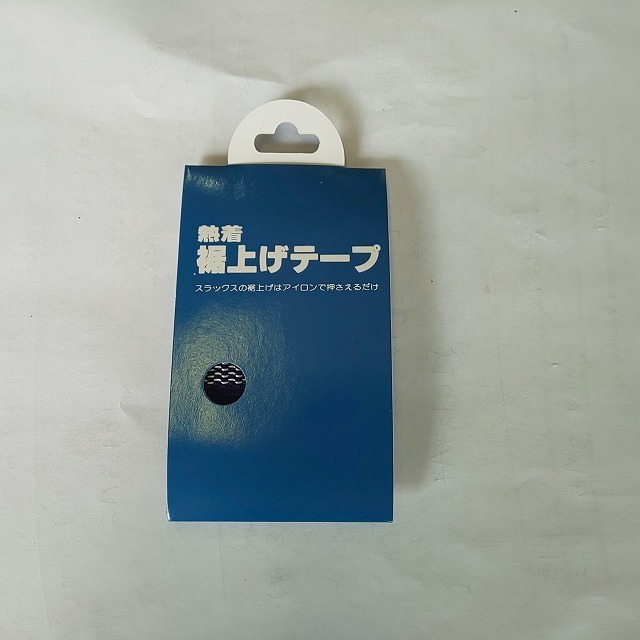 熱着
裾上げテープ
スラックスの裾上げはアイロンで押さえるだけ